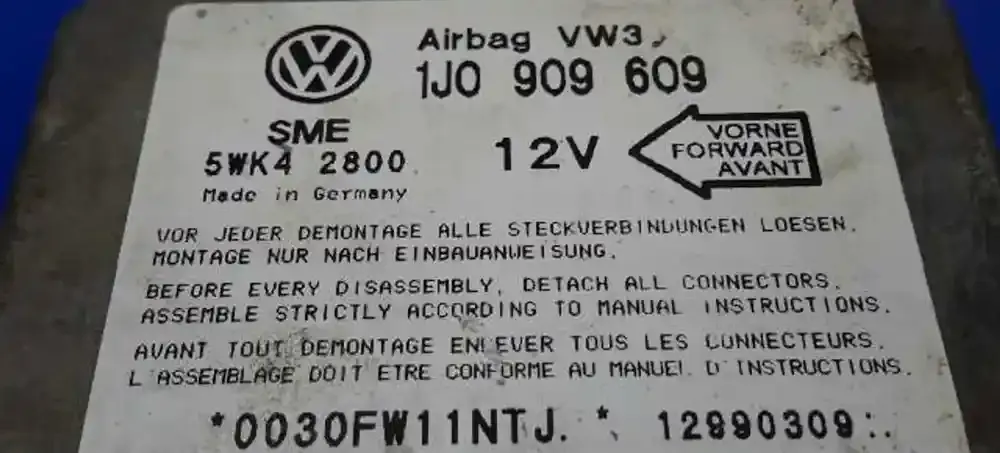 Airbag VW3
1J0 909 609
SME
5WK4 2800
Made in Germany
12V
VORNE
FORWARD
AVANT
VOR JEDER DEMONTAGE ALLE STECKVERBINDUNGEN LOESEN.
MONTAGE NUR NACH EINBAUANWEISUNG.
BEFORE EVERY DISASSEMBLY, DETACH ALL CONNECTORS.
ASSEMBLE STRICTLY ACCORDING TO MANUAL INSTRUCTIONS.
AVANT TOUT DEMONTAGE ENLEVER TOUS LES CONNECTEURS.
L'ASSEMBLAGE DOIT ETRE CONFORME AU MANUEL D'INSTRUCTIONS.
*0030FW11NTJ. * 12990309